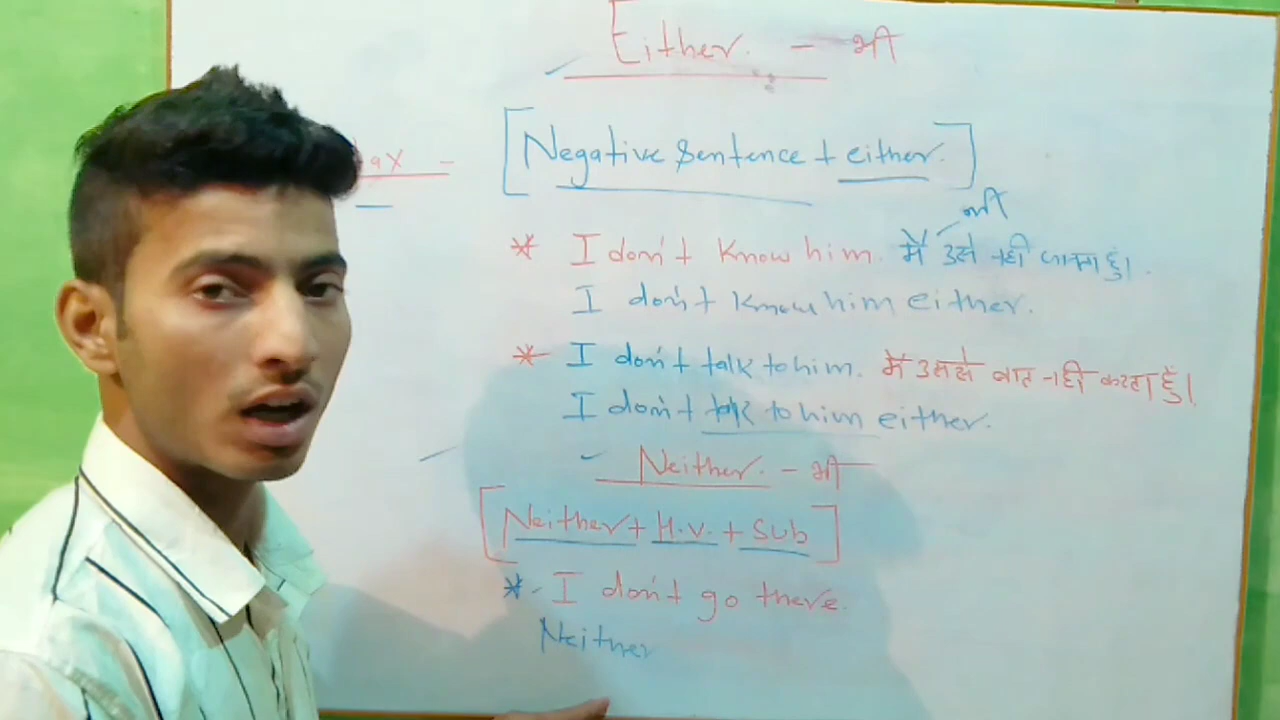 Either. - भी
[Negative Sentence + either.]
भी
* I don't know him. मैं उसे नही जानता हुं।
I don't know him either.
* I don't talk to him. मैं उससे बात नही करता हुं।
I don't talk to him either.
Neither. - भी
[Neither + H.V. + Sub]
* I don't go there.
Neither